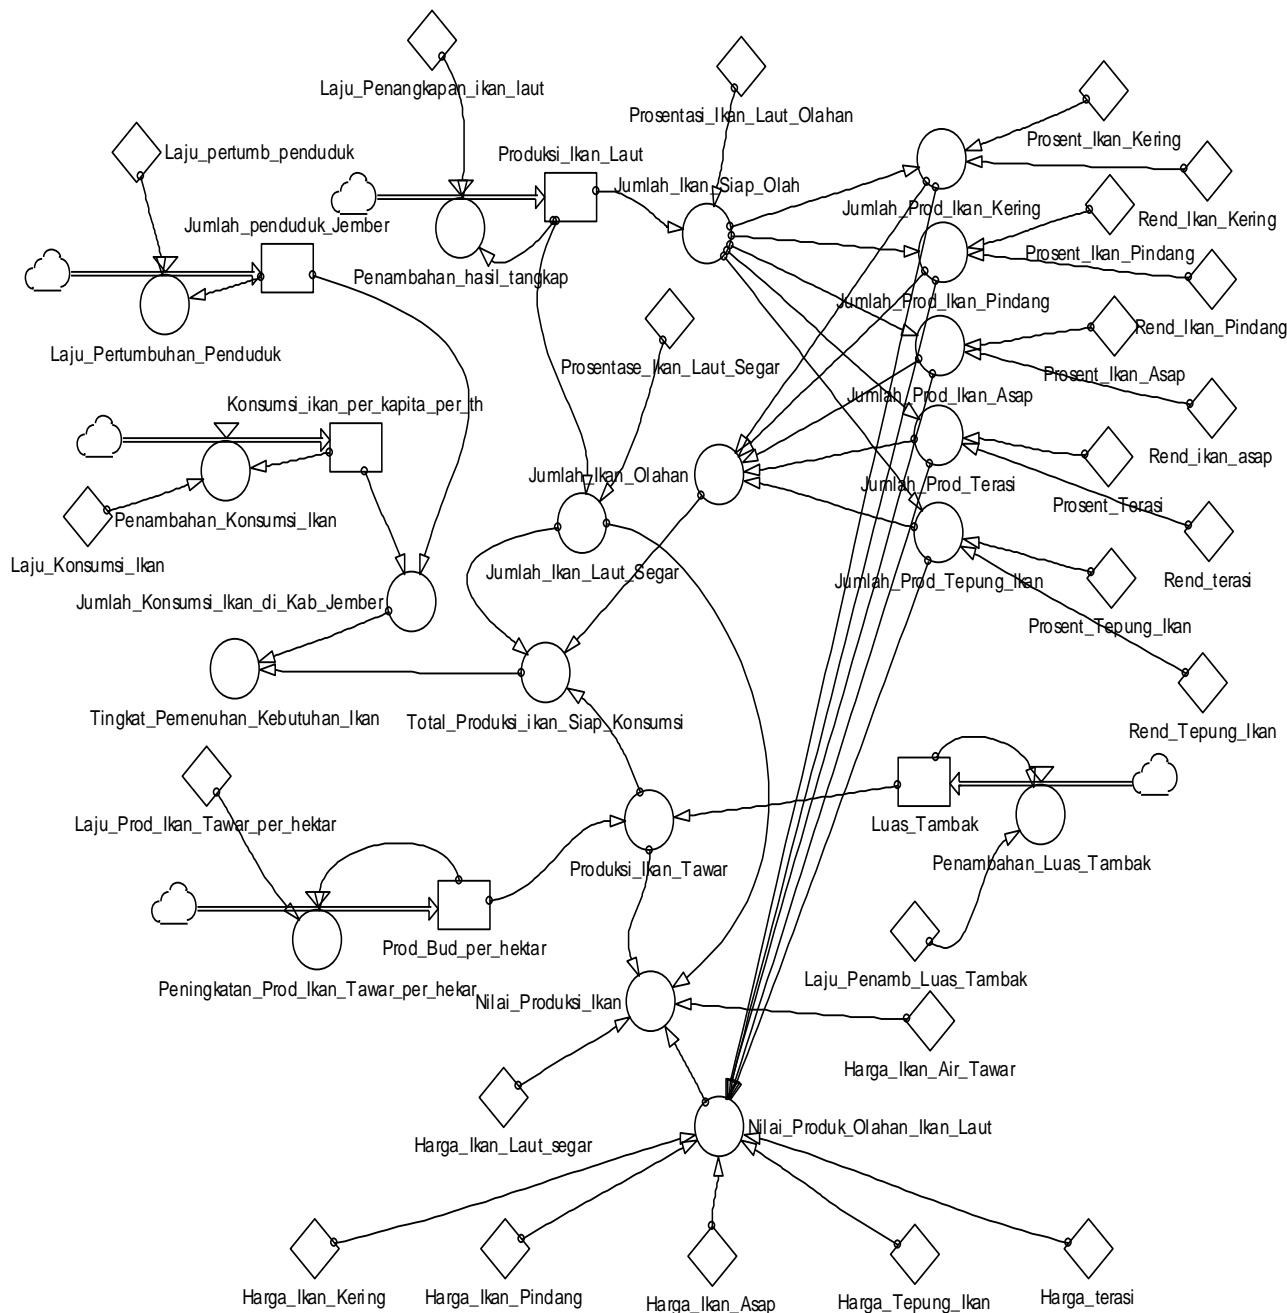 Laju_Penangkapan_ikan_laut
Prosentasi_Ikan_Laut_Olahan
Prosent_Ikan_Kering
Laju_pertumb_penduduk
Produksi_Ikan_Laut
Jumlah_Ikan_Siap_Olah
Jumlah_Prod_Ikan_Kering
Rend_Ikan_Kering
Jumlah_penduduk_Jember
Penambahan_hasil_tangkap
Prosent_Ikan_Pindang
Jumlah_Prod_Ikan_Pindang
Rend_Ikan_Pindang
Laju_Pertumbuhan_Penduduk
Prosentase_Ikan_Laut_Segar
Prosent_Ikan_Asap
Jumlah_Prod_Ikan_Asap
Konsumsi_ikan_per_kapita_per_th
Rend_ikan_asap
Jumlah_Ikan_Olahan
Jumlah_Prod_Terasi
Prosent_Terasi
Penambahan_Konsumsi_Ikan
Laju_Konsumsi_Ikan
Jumlah_Ikan_Laut_Segar
Jumlah_Prod_Tepung_Ikan
Rend_terasi
Jumlah_Konsumsi_Ikan_di_Kab_Jember
Prosent_Tepung_Ikan
Tingkat_Pemenuhan_Kebutuhan_Ikan
Total_Produksi_ikan_Siap_Konsumsi
Rend_Tepung_Ikan
Laju_Prod_Ikan_Tawar_per_hektar
Luas_Tambak
Penambahan_Luas_Tambak
Produksi_Ikan_Tawar
Prod_Bud_per_hektar
Peningkatan_Prod_Ikan_Tawar_per_hekar
Laju_Penamb_Luas_Tambak
Nilai_Produksi_Ikan
Harga_Ikan_Air_Tawar
Harga_Ikan_Laut_segar
Nilai_Produk_Olahan_Ikan_Laut
Harga_Ikan_Kering
Harga_Ikan_Pindang
Harga_Ikan_Asap
Harga_Tepung_Ikan
Harga_terasi